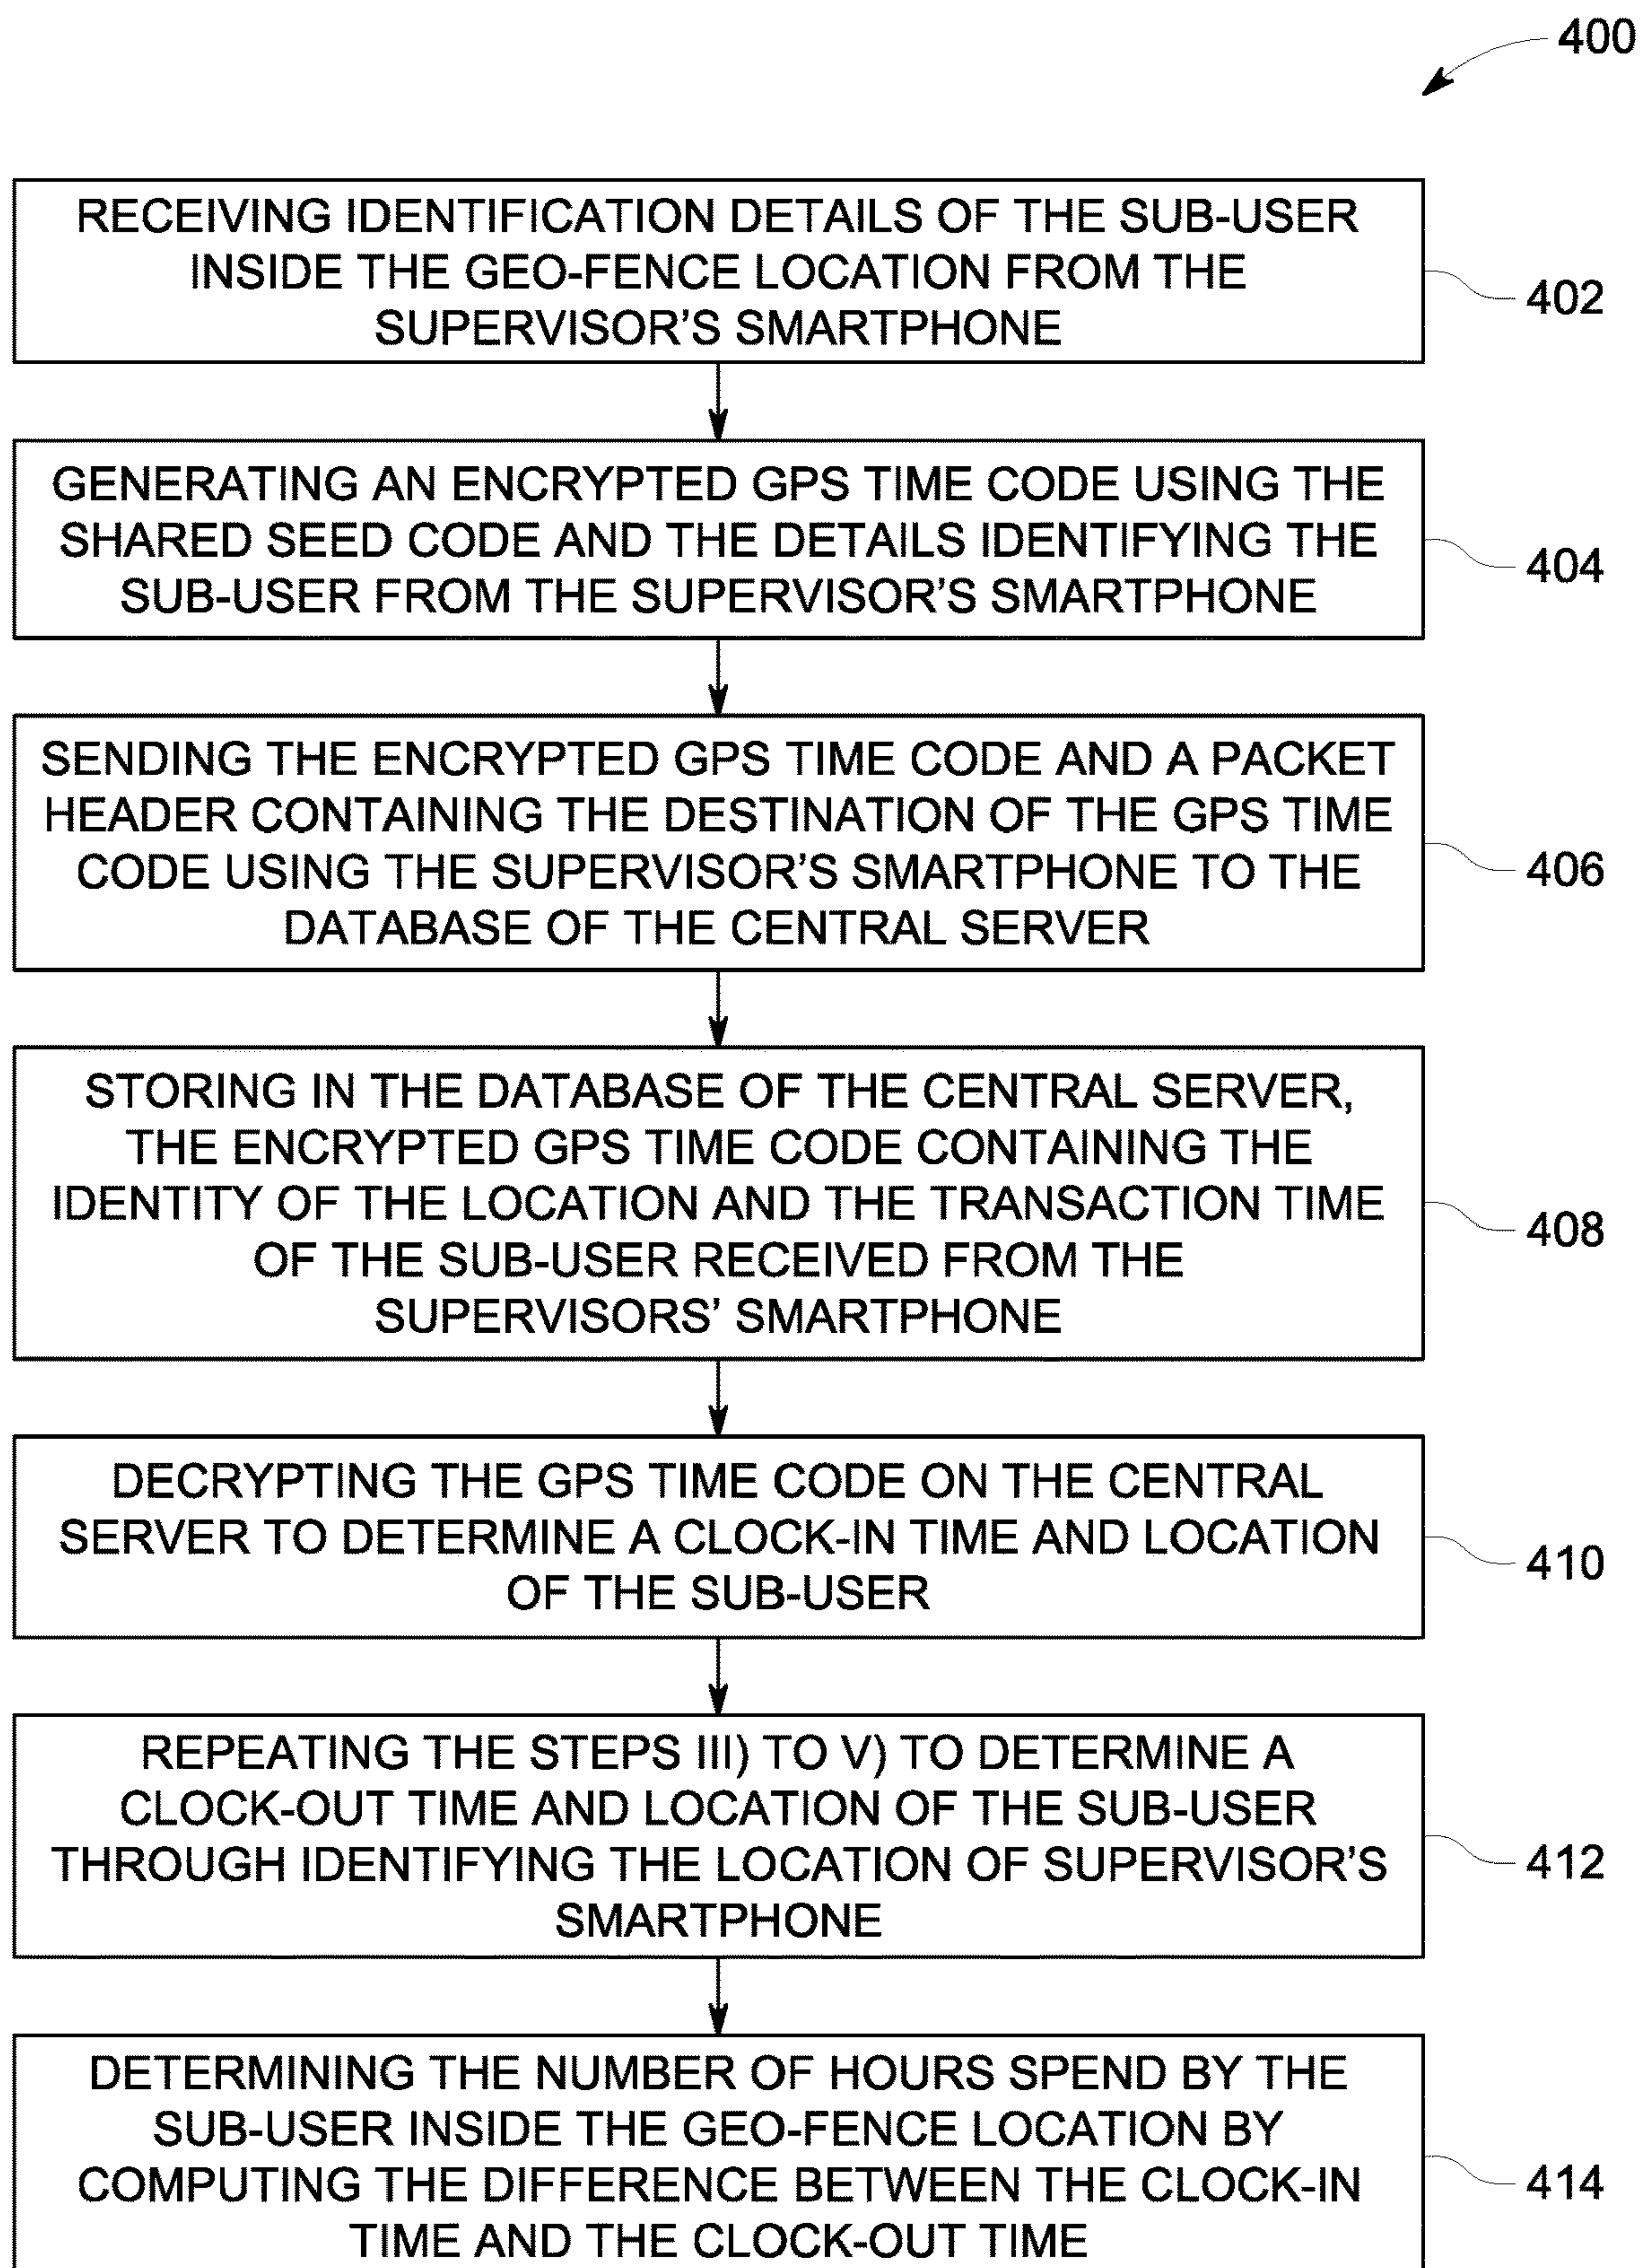 400
RECEIVING IDENTIFICATION DETAILS OF THE SUB-USER
INSIDE THE GEO-FENCE LOCATION FROM THE
SUPERVISOR'S SMARTPHONE
402
GENERATING AN ENCRYPTED GPS TIME CODE USING THE
SHARED SEED CODE AND THE DETAILS IDENTIFYING THE
SUB-USER FROM THE SUPERVISOR'S SMARTPHONE
404
SENDING THE ENCRYPTED GPS TIME CODE AND A PACKET
HEADER CONTAINING THE DESTINATION OF THE GPS TIME
CODE USING THE SUPERVISOR'S SMARTPHONE TO THE
DATABASE OF THE CENTRAL SERVER
406
STORING IN THE DATABASE OF THE CENTRAL SERVER,
THE ENCRYPTED GPS TIME CODE CONTAINING THE
IDENTITY OF THE LOCATION AND THE TRANSACTION TIME
OF THE SUB-USER RECEIVED FROM THE
SUPERVISORS' SMARTPHONE
408
DECRYPTING THE GPS TIME CODE ON THE CENTRAL
SERVER TO DETERMINE A CLOCK-IN TIME AND LOCATION
OF THE SUB-USER
410
REPEATING THE STEPS III) TO V) TO DETERMINE A
CLOCK-OUT TIME AND LOCATION OF THE SUB-USER
THROUGH IDENTIFYING THE LOCATION OF SUPERVISOR'S
SMARTPHONE
412
DETERMINING THE NUMBER OF HOURS SPEND BY THE
SUB-USER INSIDE THE GEO-FENCE LOCATION BY
COMPUTING THE DIFFERENCE BETWEEN THE CLOCK-IN
TIME AND THE CLOCK-OUT TIME
414